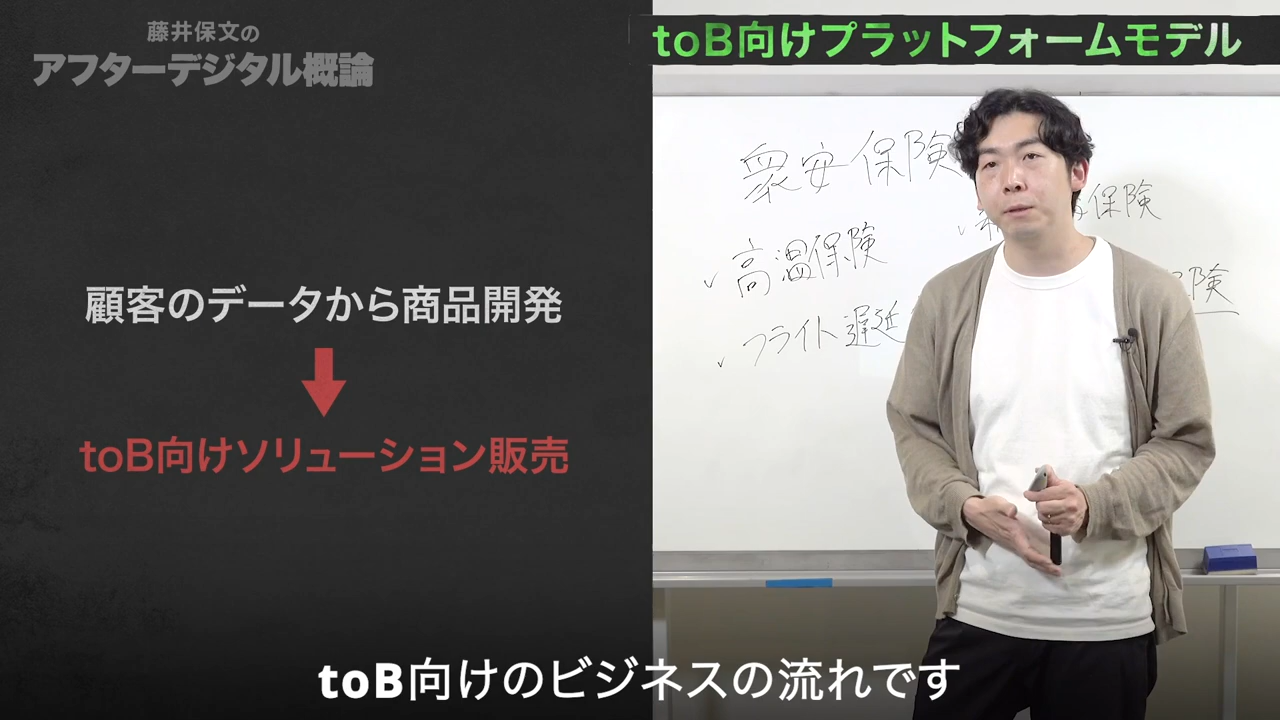 藤井保文の
アフターデジタル概論
toB向けプラットフォームモデル
顧客のデータから商品開発
toB向けソリューション販売
衆安保険
保険
高温保険
険
フライト遅延
toB向けのビジネスの流れです